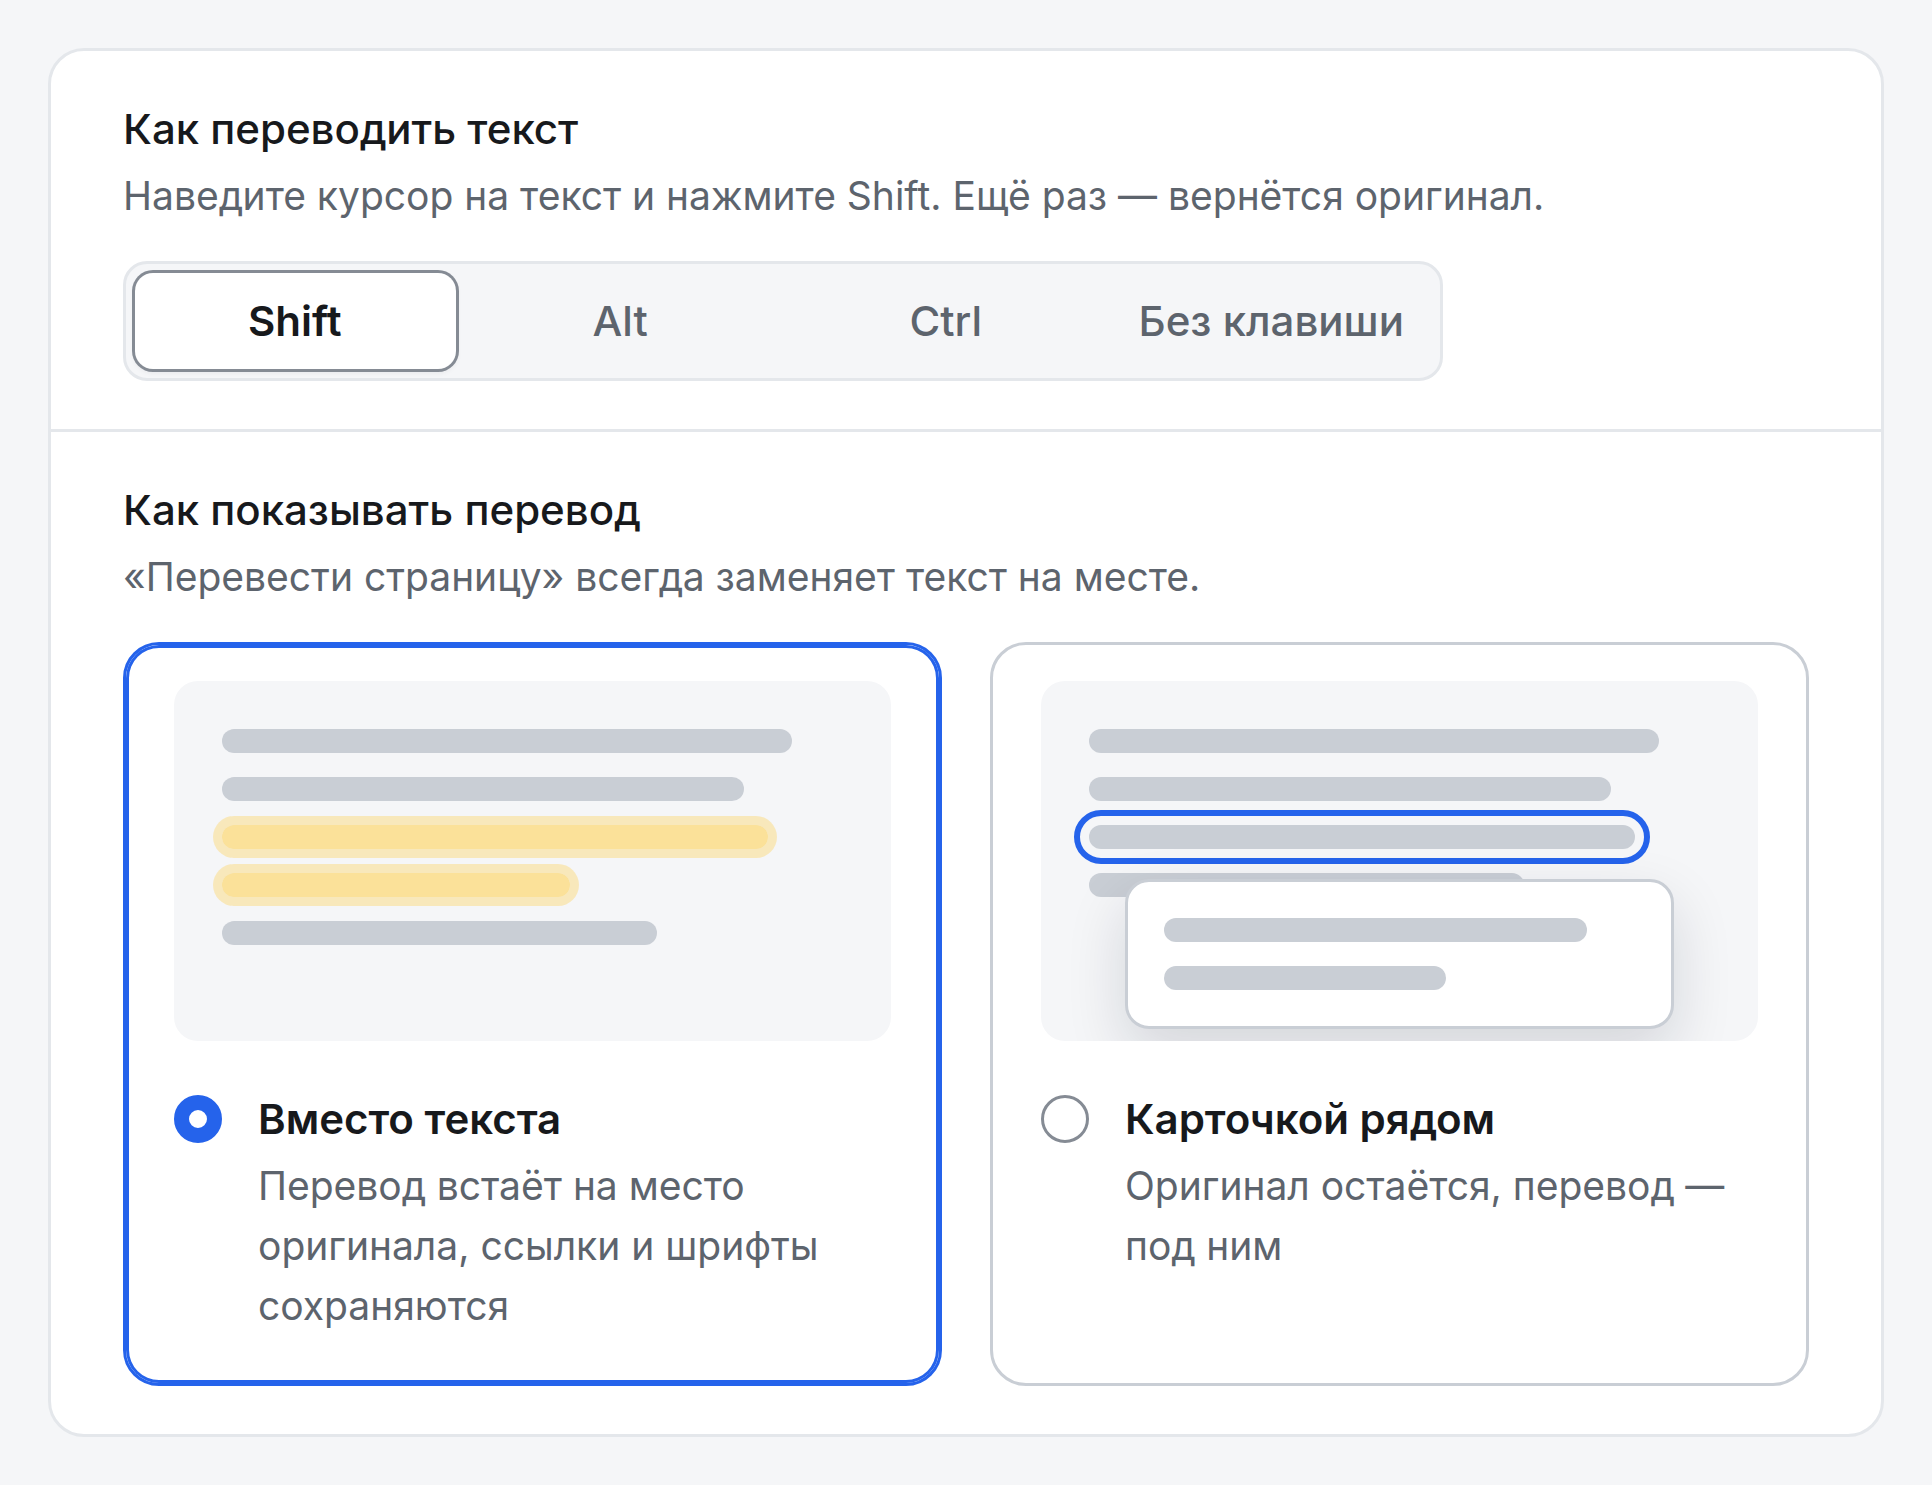 Как переводить текст
Наведите курсор на текст и нажмите Shift. Ещё раз — вернётся оригинал.
Shift
Alt
Ctrl
Без клавиши
Как показывать перевод
«Перевести страницу» всегда заменяет текст на месте.
Вместо текста
Перевод встаёт на место
оригинала, ссылки и шрифты
сохраняются
Карточкой рядом
Оригинал остаётся, перевод —
под ним